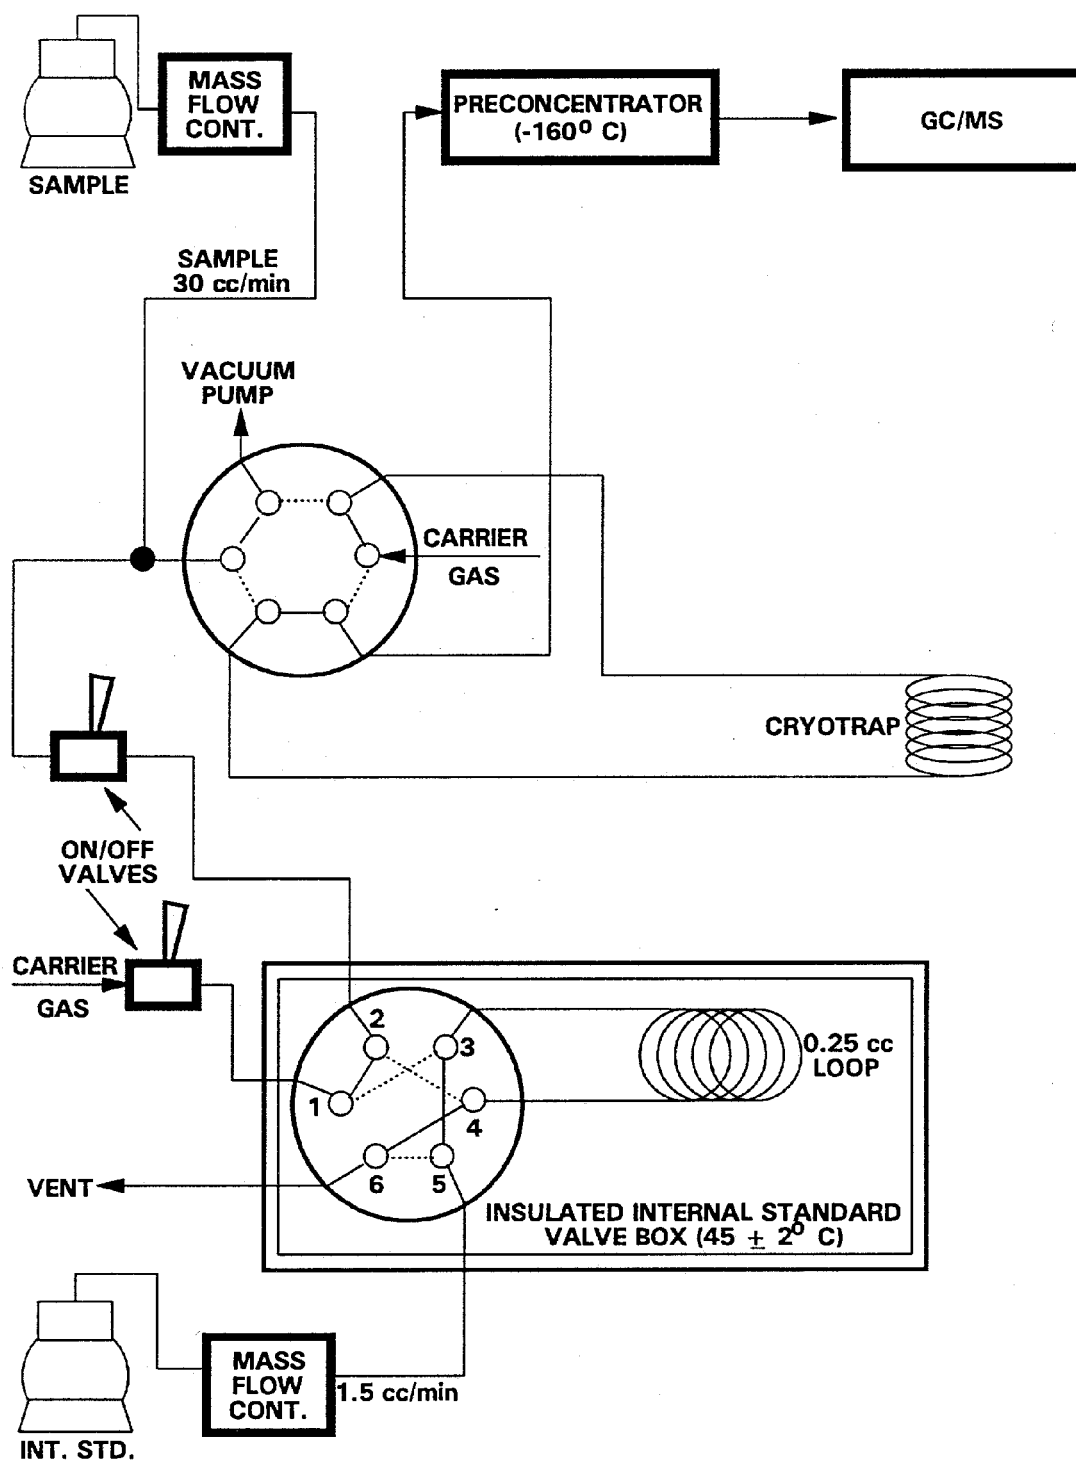 MASS
FLOW
CONT.
SAMPLE
PRECONCENTRATOR
(-160⁰ C)
GC/MS
SAMPLE
30 cc/min
VACUUM
PUMP
CARRIER
GAS
CRYOTRAP
ON/OFF
VALVES
CARRIER
GAS
2
3
1
4
6
5
0.25 cc
LOOP
VENT
INSULATED INTERNAL STANDARD
VALVE BOX (45 ± 2⁰ C)
MASS
FLOW
CONT.
1.5 cc/min
INT. STD.